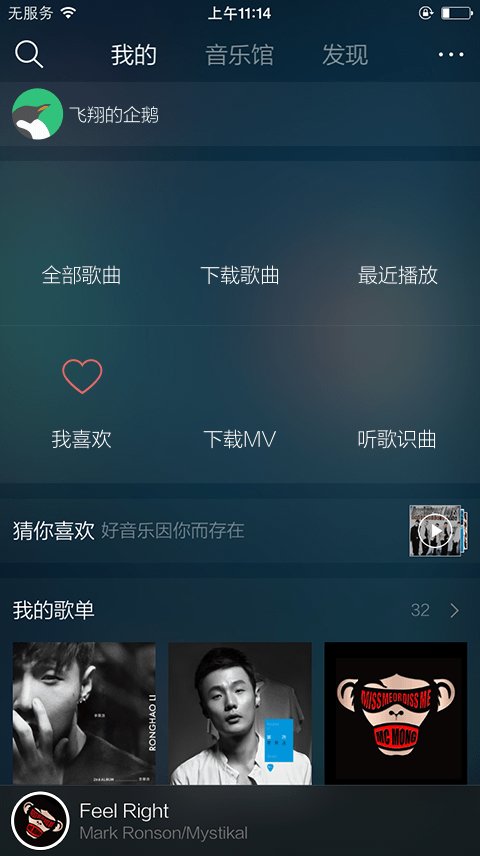 无服务 上午11:14
我的 音乐馆 发现
飞翔的企鹅
全部歌曲 下载歌曲 最近播放
我喜欢 下载MV 听歌识曲
猜你喜欢 好音乐因你而存在
我的歌单 32
RONGHAO LI
MISS ME OR DISS ME
MC MONG
Feel Right
Mark Ronson/Mystikal